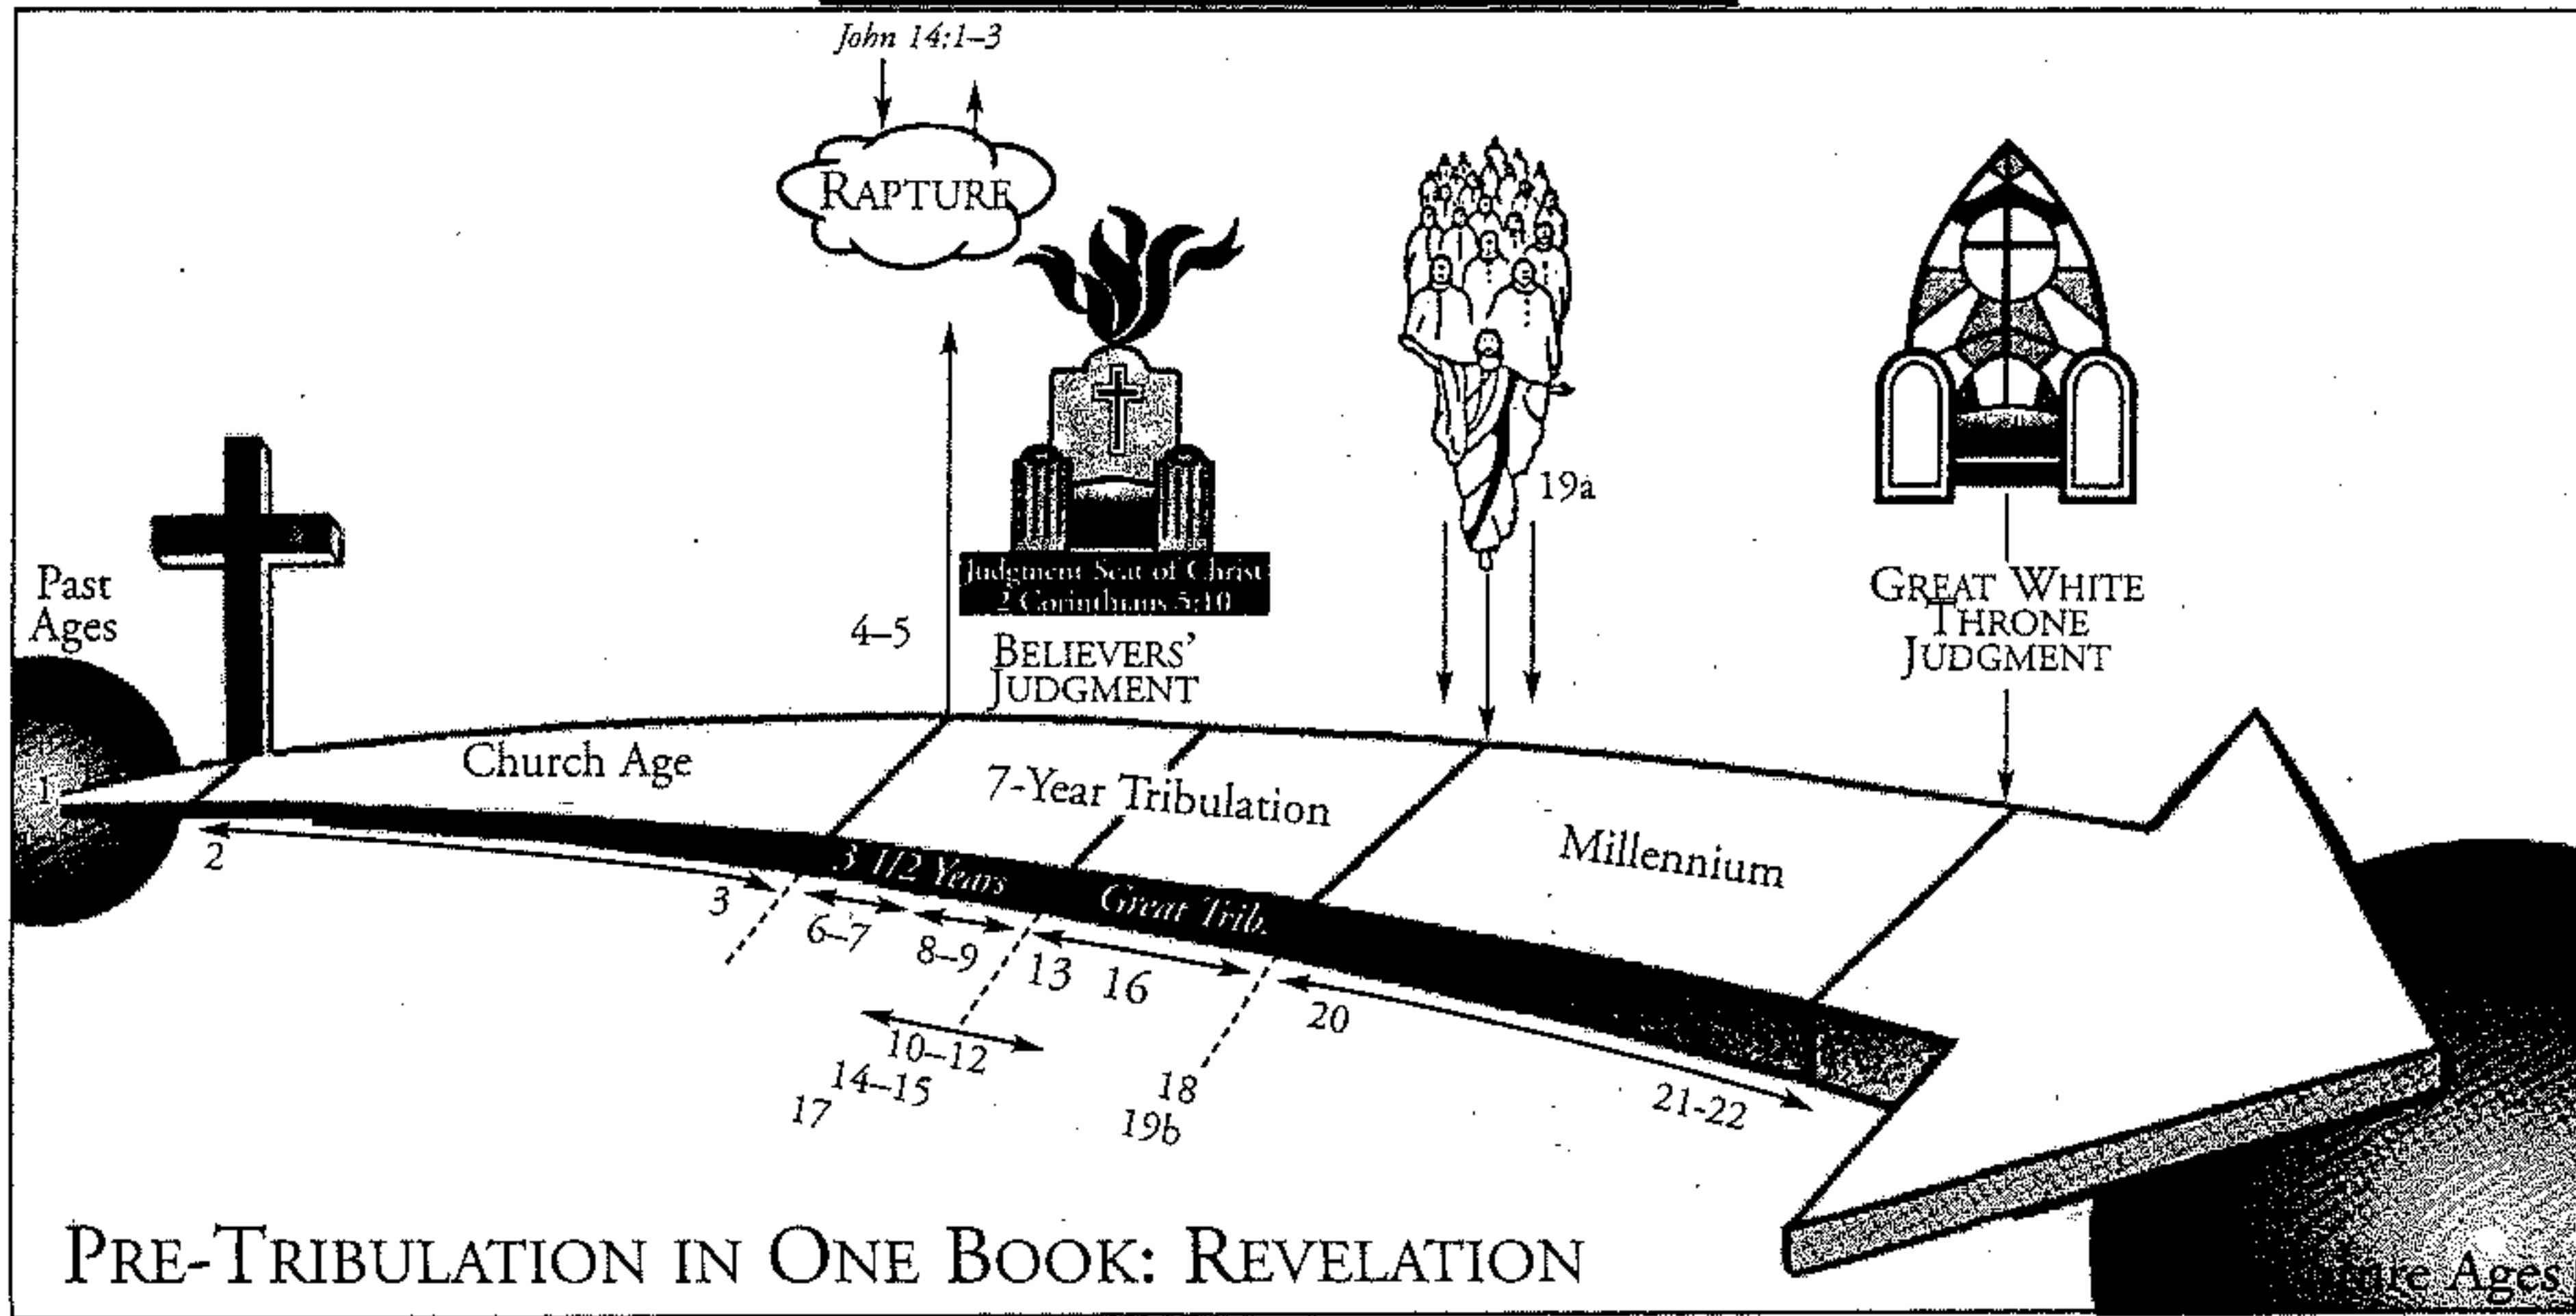 John 14:1–3
RAPTURE
19a
Judgment Seat of Christ
2 Corinthians 5:10
Past
Ages
4–5
BELIEVERS'
JUDGMENT
GREAT WHITE
THRONE
JUDGMENT
1
Church Age
7-Year Tribulation
Millennium
3 1/2 Years
Great Trib.
2
3
6–7
8–9
13
16
20
10–12
14–15
17
18
19b
21-22
PRE-TRIBULATION IN ONE BOOK: REVELATION
Ages